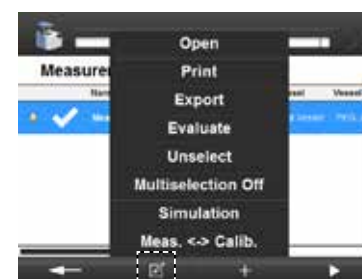 Open
Print
Measure
Export
Evaluate
Unselect
Multiselection Off
Simulation
Meas. <-> Calib.